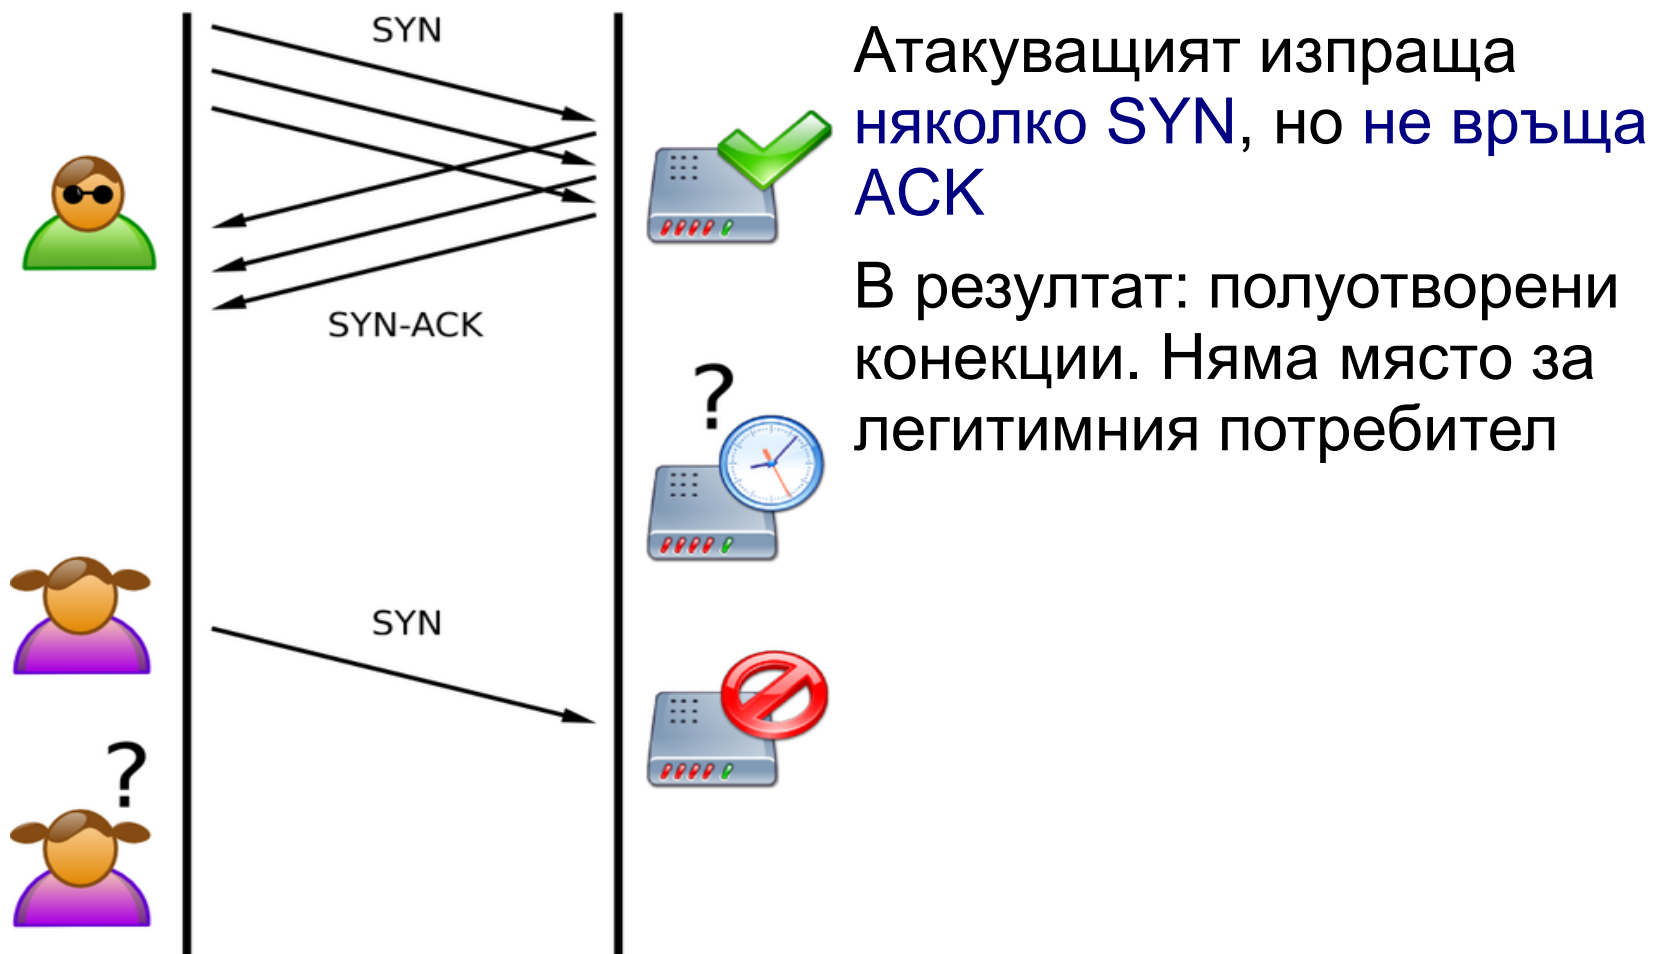 SYN
SYN-ACK
?
SYN
?
Атакуващият изпраща
няколко SYN, но не връща
ACK
В резултат: полуотворени
конекции. Няма място за
легитимния потребител